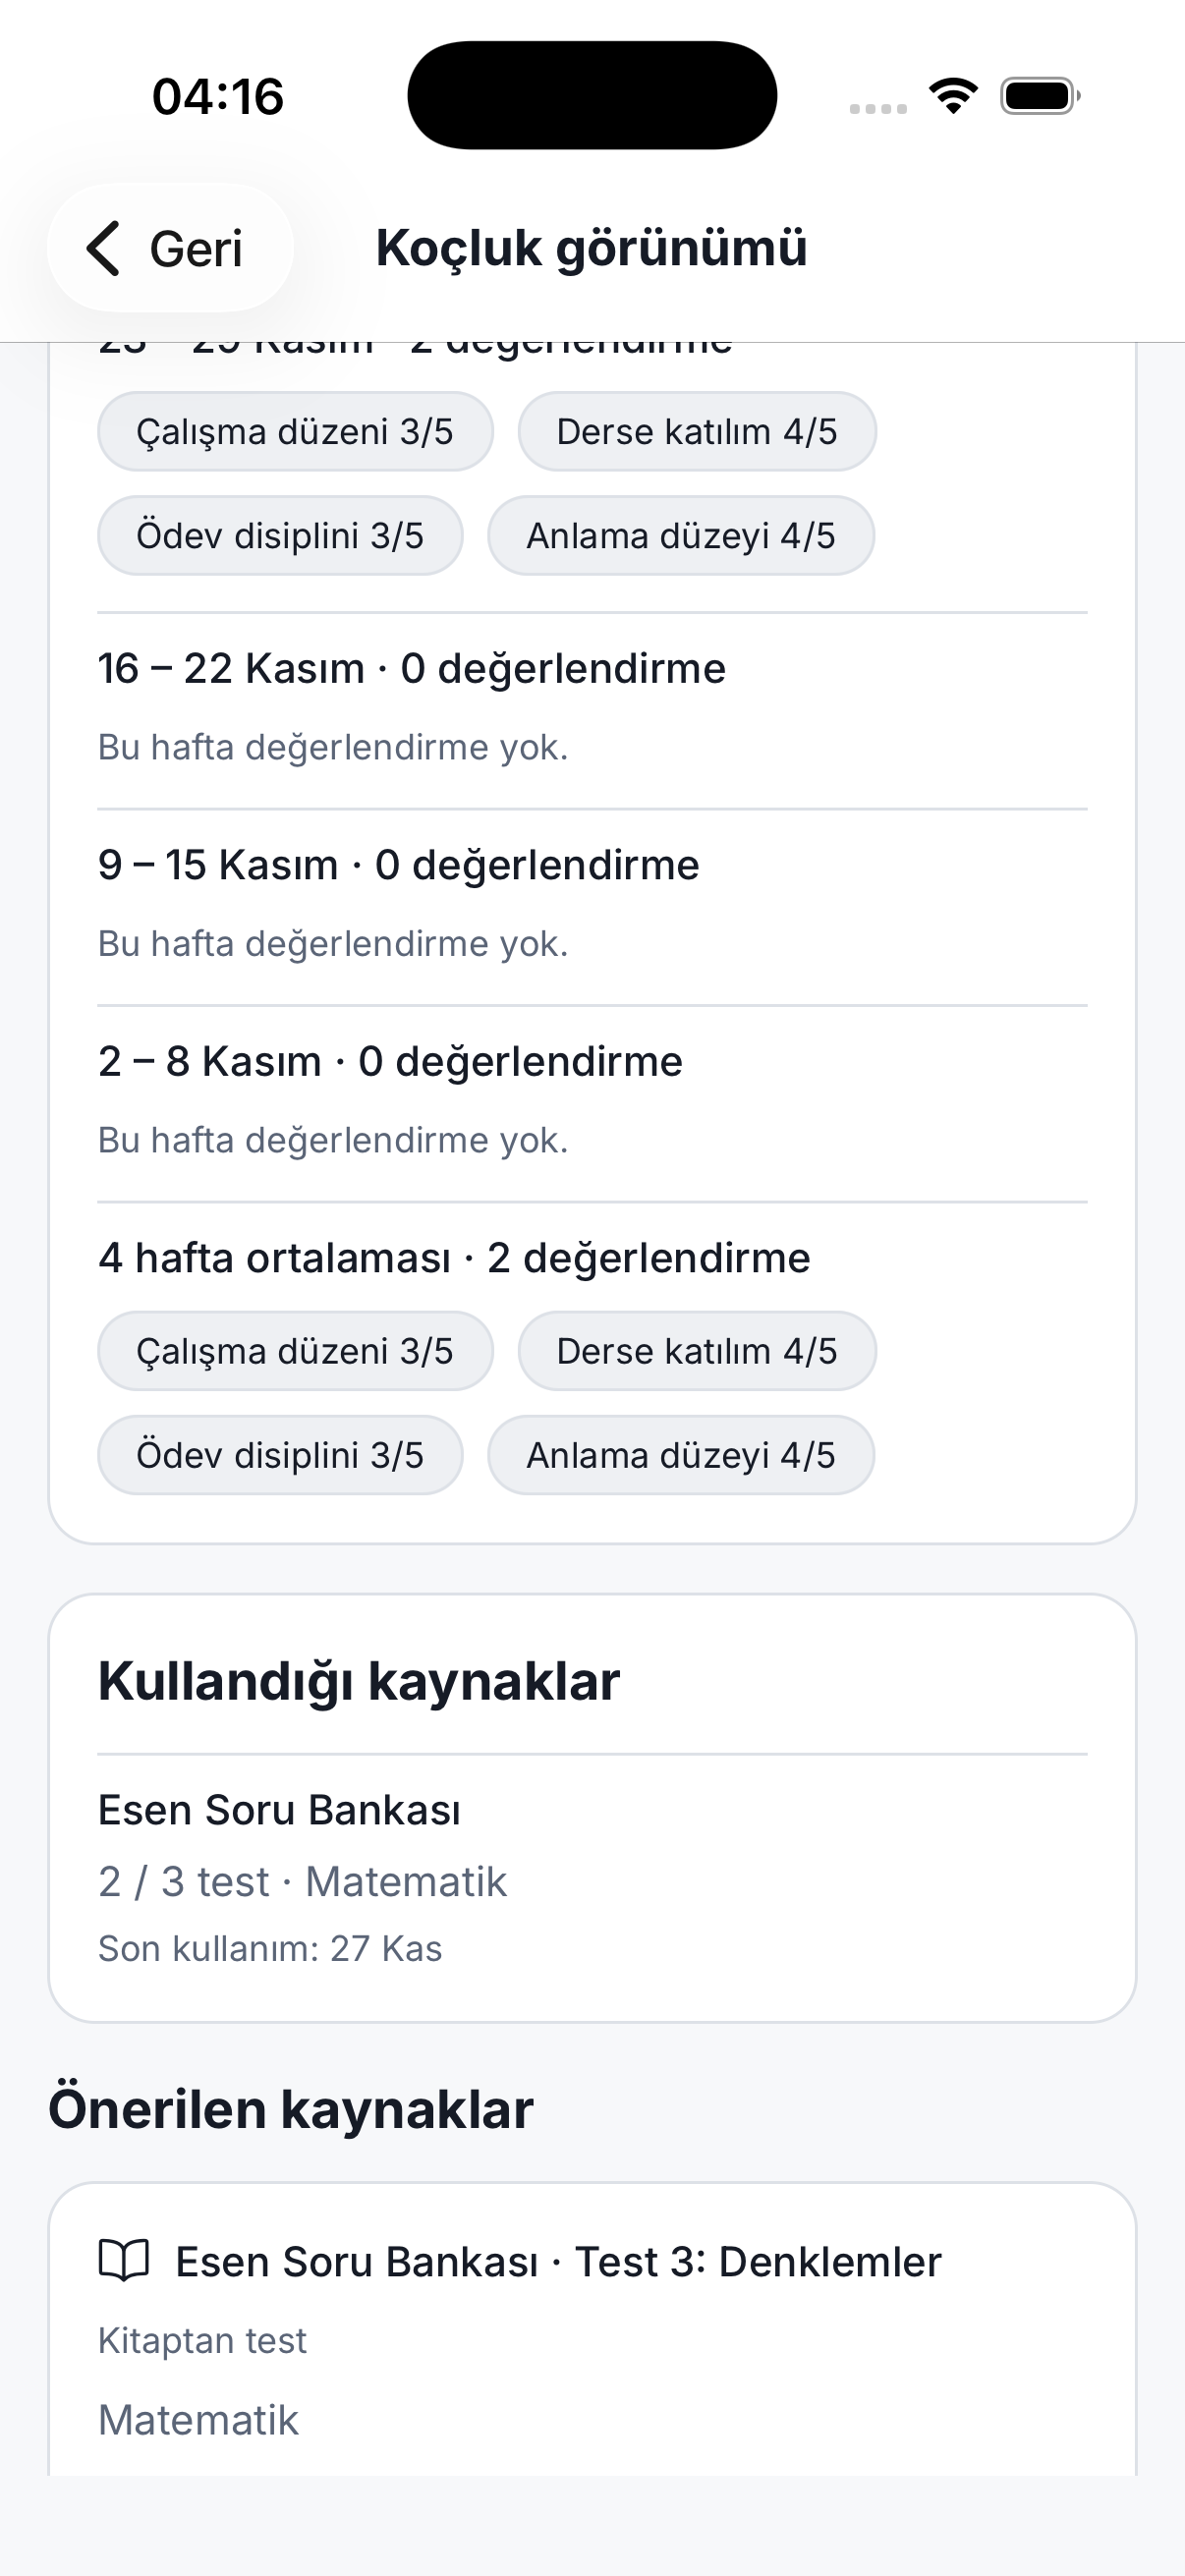 04:16
Geri
Koçluk görünümü
29 Kasım · 2 değerlendirme
Çalışma düzeni 3/5
Derse katılım 4/5
Ödev disiplini 3/5
Anlama düzeyi 4/5
16 – 22 Kasım · 0 değerlendirme
Bu hafta değerlendirme yok.
9 – 15 Kasım · 0 değerlendirme
Bu hafta değerlendirme yok.
2 – 8 Kasım · 0 değerlendirme
Bu hafta değerlendirme yok.
4 hafta ortalaması · 2 değerlendirme
Çalışma düzeni 3/5
Derse katılım 4/5
Ödev disiplini 3/5
Anlama düzeyi 4/5
Kullandığı kaynaklar
Esen Soru Bankası
2 / 3 test · Matematik
Son kullanım: 27 Kas
Önerilen kaynaklar
Esen Soru Bankası · Test 3: Denklemler
Kitaptan test
Matematik